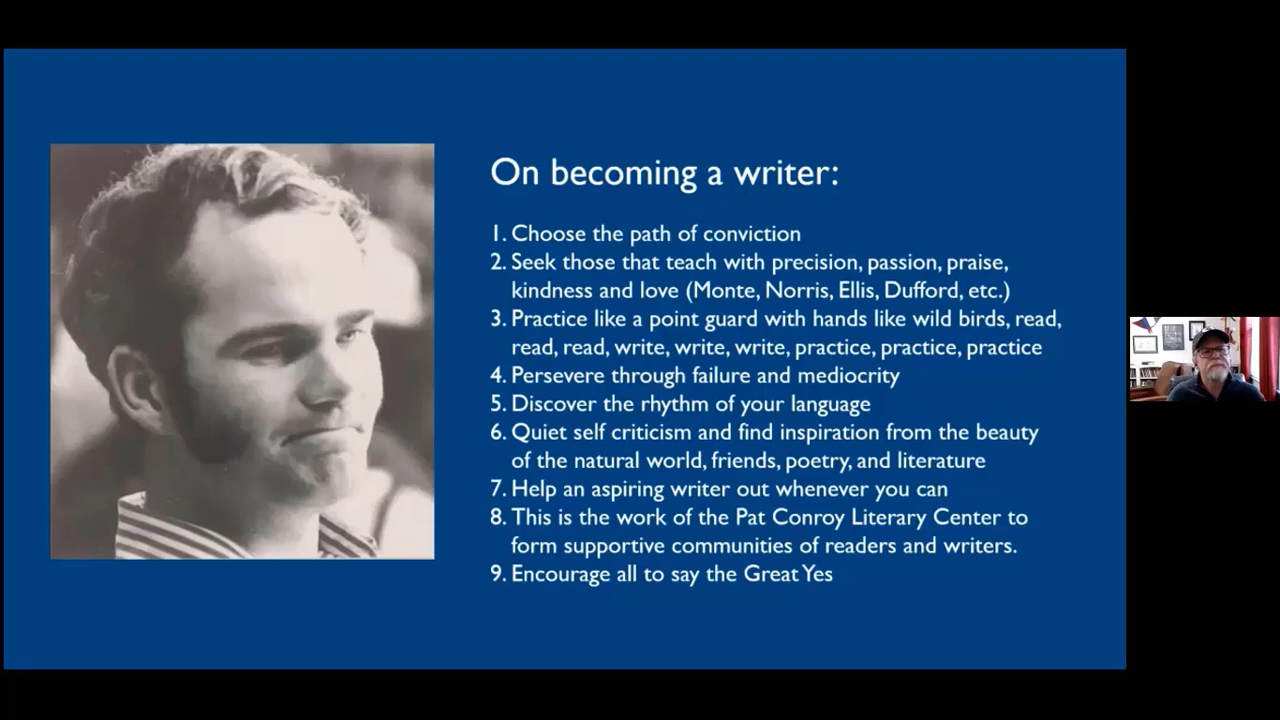 On becoming a writer:
1. Choose the path of conviction
2. Seek those that teach with precision, passion, praise,
kindness and love (Monte, Norris, Ellis, Dufford, etc.)
3. Practice like a point guard with hands like wild birds, read,
read, read, write, write, write, practice, practice, practice
4. Persevere through failure and mediocrity
5. Discover the rhythm of your language
6. Quiet self criticism and find inspiration from the beauty
of the natural world, friends, poetry, and literature
7. Help an aspiring writer out whenever you can
8. This is the work of the Pat Conroy Literary Center to
form supportive communities of readers and writers.
9. Encourage all to say the Great Yes